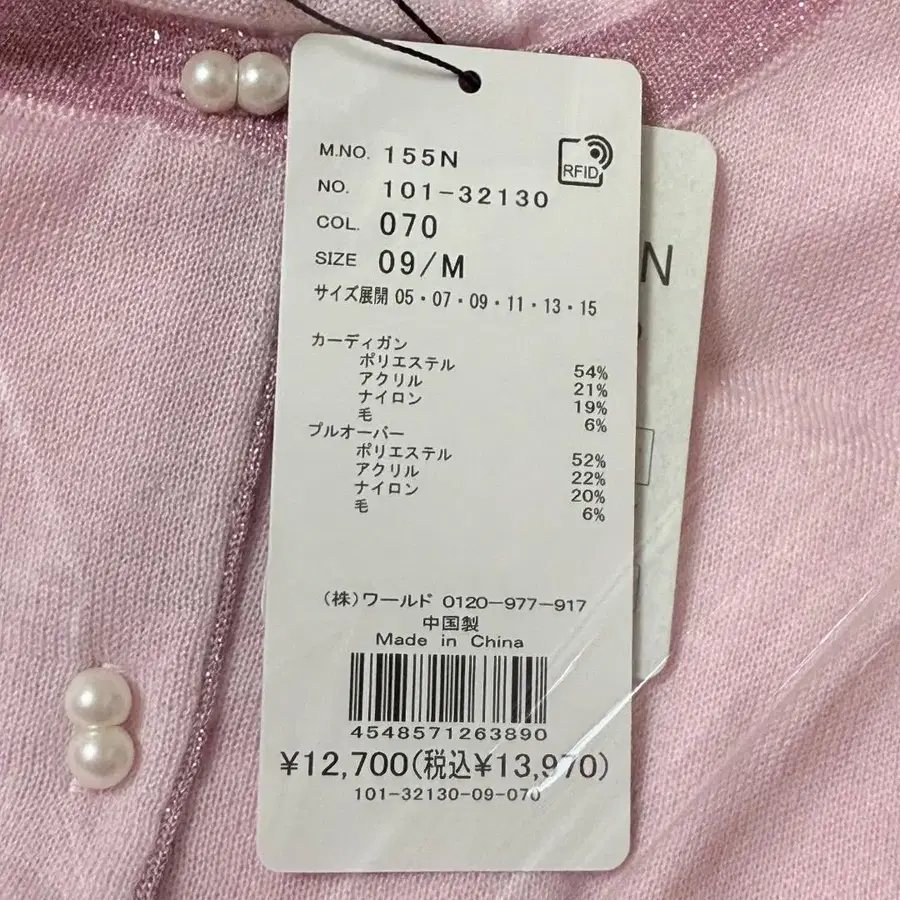 M.NO. 155N
RFID
NO. 101-32130
COL. 070
SIZE 09/M
サイズ展開 05・07・09・11・13・15
N
カーディガン
ポリエステル 54%
アクリル 21%
ナイロン 19%
毛 6%
プルオーバー
ポリエステル 52%
アクリル 22%
ナイロン 20%
毛 6%
(株)ワールド 0120-977-917
中国製
Made in China
4548571263890
¥12,700(税込¥13,970)
101-32130-09-070